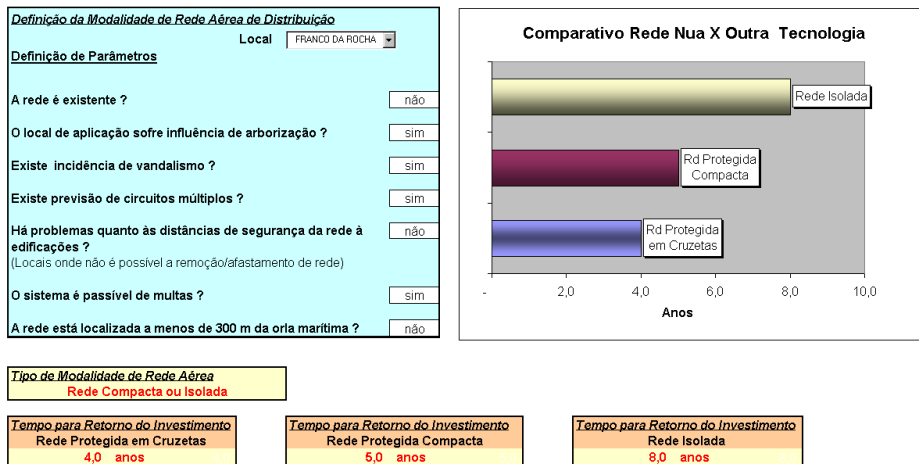 Definição da Modalidade de Rede Aérea de Distribuição
Local FRANCO DA ROCHA
Definição de Parâmetros
A rede é existente ? não
O local de aplicação sofre influência de arborização ? sim
Existe incidência de vandalismo ? sim
Existe previsão de circuitos múltiplos ? sim
Há problemas quanto às distâncias de segurança da rede à não
edificações ?
(Locais onde não é possível a remoção/afastamento de rede)
O sistema é passível de multas ? sim
A rede está localizada a menos de 300 m da orla marítima ? não
Comparativo Rede Nua X Outra Tecnologia
Rede Isolada
Rd Protegida
Compacta
Rd Protegida
em Cruzetas
- 2,0 4,0 6,0 8,0 10,0
Anos
Tipo de Modalidade de Rede Aérea
Rede Compacta ou Isolada
Tempo para Retorno do Investimento
Rede Protegida em Cruzetas
4,0 anos
Tempo para Retorno do Investimento
Rede Protegida Compacta
5,0 anos
Tempo para Retorno do Investimento
Rede Isolada
8,0 anos